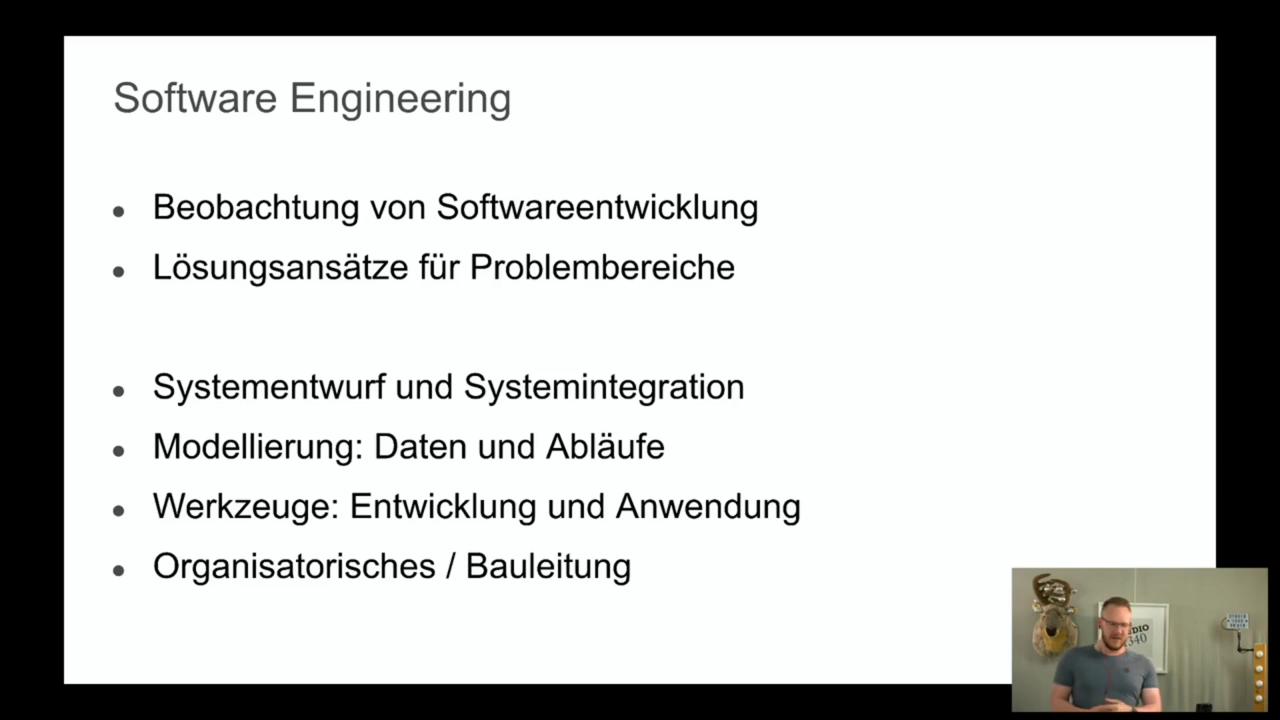 Software Engineering
Beobachtung von Softwareentwicklung
Lösungsansätze für Problembereiche
Systementwurf und Systemintegration
Modellierung: Daten und Abläufe
Werkzeuge: Entwicklung und Anwendung
Organisatorisches / Bauleitung
340